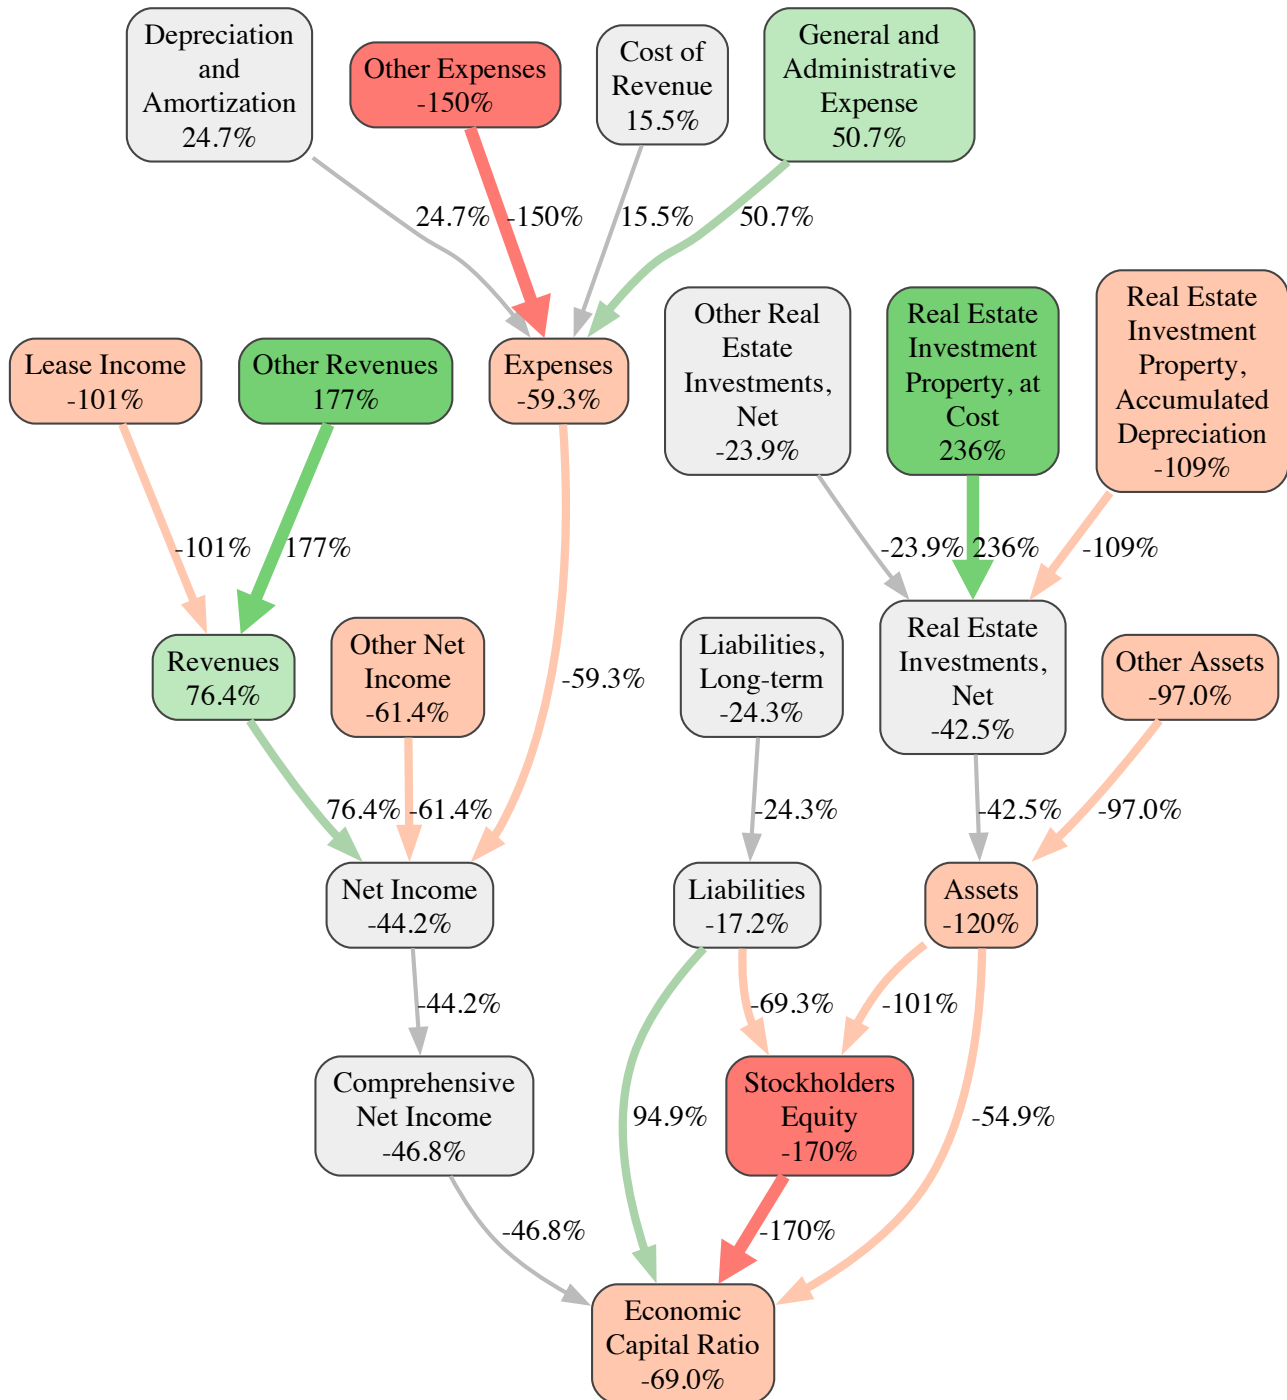 Depreciation
and
Amortization
24.7%
Other Expenses
-150%
Cost of
Revenue
15.5%
General and
Administrative
Expense
50.7%
24.7%
-150%
15.5%
50.7%
Lease Income
-101%
Other Revenues
177%
Expenses
-59.3%
Other Real
Estate
Investments,
Net
-23.9%
Real Estate
Investment
Property, at
Cost
236%
Real Estate
Investment
Property,
Accumulated
Depreciation
-109%
-101%
177%
-23.9%
236%
-109%
Revenues
76.4%
Other Net
Income
-61.4%
-59.3%
Liabilities,
Long-term
-24.3%
Real Estate
Investments,
Net
-42.5%
Other Assets
-97.0%
76.4%
-61.4%
-24.3%
-42.5%
-97.0%
Net Income
-44.2%
Liabilities
-17.2%
Assets
-120%
-44.2%
-69.3%
-101%
Comprehensive
Net Income
-46.8%
94.9%
Stockholders
Equity
-170%
-54.9%
-46.8%
-170%
Economic
Capital Ratio
-69.0%